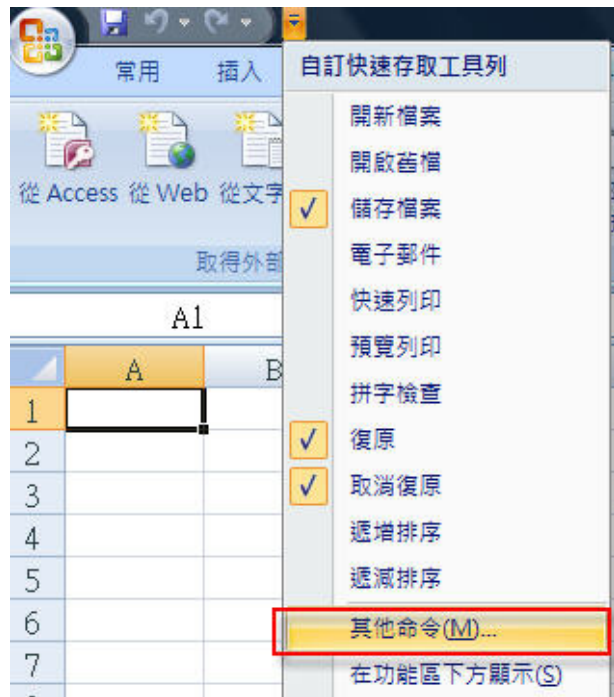 自訂快速存取工具列
常用 插入
開新檔案
開啟舊檔
儲存檔案
電子郵件
快速列印
預覽列印
拼字檢查
復原
取消復原
遞增排序
遞減排序
其他命令(M)...
在功能區下方顯示(S)
從 Access 從 Web 從文字
取得外部
A1
A B
1
2
3
4
5
6
7